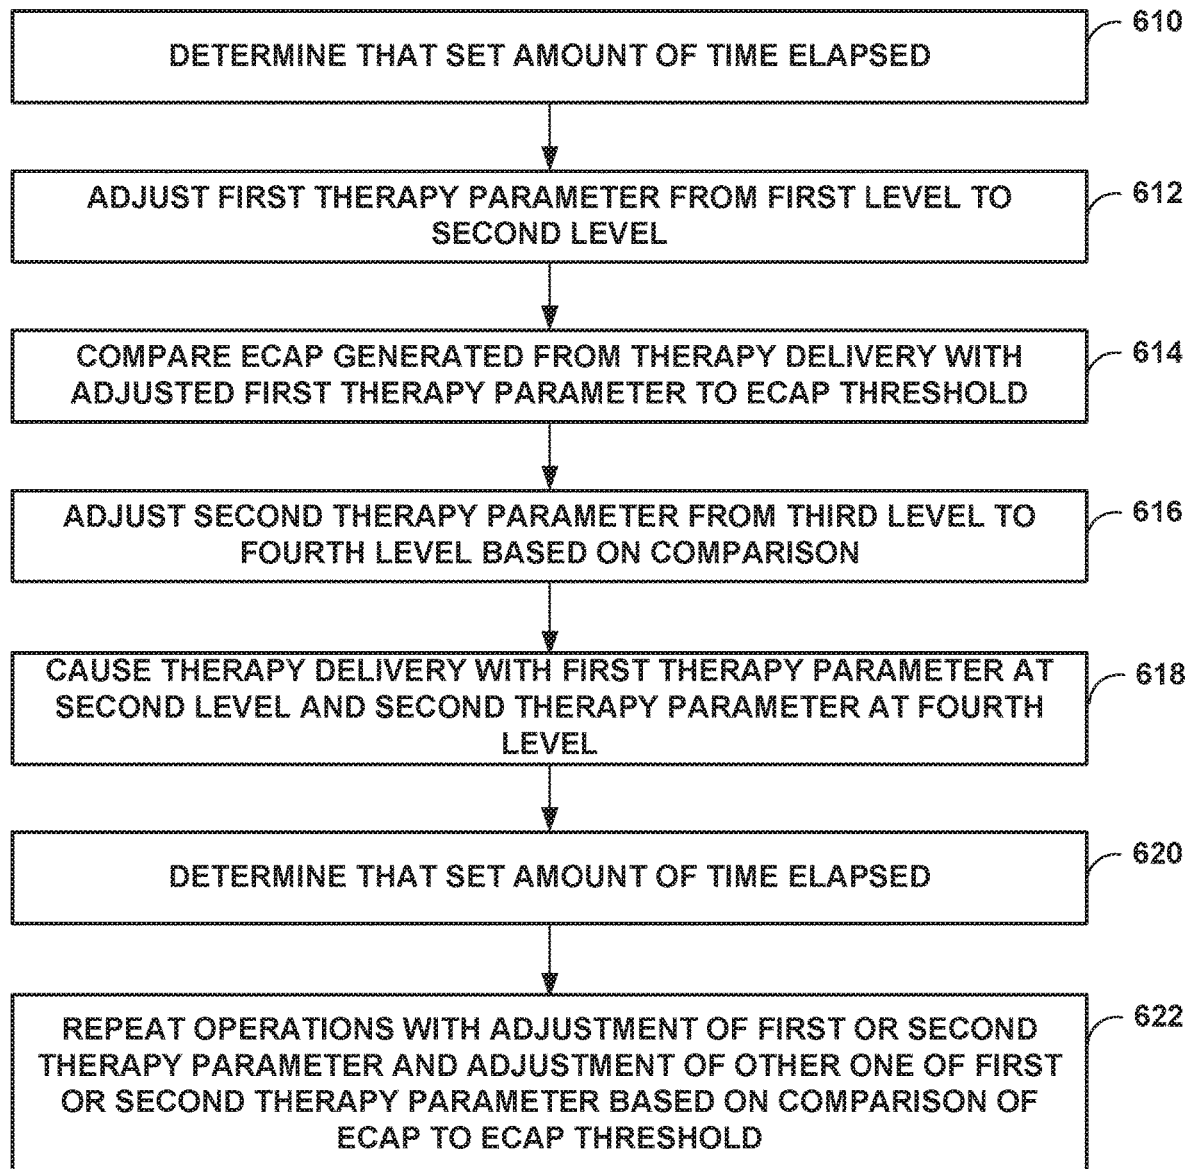 DETERMINE THAT SET AMOUNT OF TIME ELAPSED
610
ADJUST FIRST THERAPY PARAMETER FROM FIRST LEVEL TO
SECOND LEVEL
612
COMPARE ECAP GENERATED FROM THERAPY DELIVERY WITH
ADJUSTED FIRST THERAPY PARAMETER TO ECAP THRESHOLD
614
ADJUST SECOND THERAPY PARAMETER FROM THIRD LEVEL TO
FOURTH LEVEL BASED ON COMPARISON
616
CAUSE THERAPY DELIVERY WITH FIRST THERAPY PARAMETER AT
SECOND LEVEL AND SECOND THERAPY PARAMETER AT FOURTH
LEVEL
618
DETERMINE THAT SET AMOUNT OF TIME ELAPSED
620
REPEAT OPERATIONS WITH ADJUSTMENT OF FIRST OR SECOND
THERAPY PARAMETER AND ADJUSTMENT OF OTHER ONE OF FIRST
OR SECOND THERAPY PARAMETER BASED ON COMPARISON OF
ECAP TO ECAP THRESHOLD
622